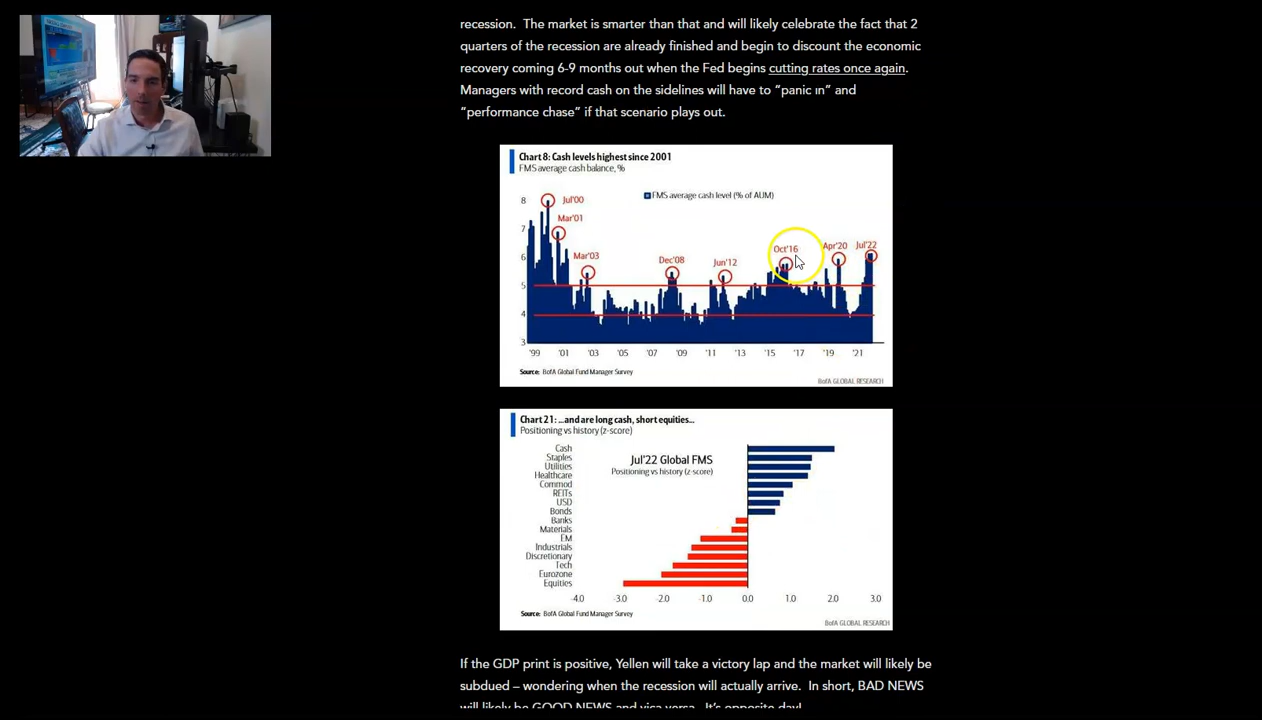 recession.  The market is smarter than that and will likely celebrate the fact that 2
quarters of the recession are already finished and begin to discount the economic
recovery coming 6-9 months out when the Fed begins cutting rates once again.
Managers with record cash on the sidelines will have to “panic in” and
“performance chase” if that scenario plays out.
Chart 8: Cash levels highest since 2001
FMS average cash balance, %
FMS average cash level (% of AUM)
8
7
6
5
4
3
Jul'00
Mar'01
Mar'03
Dec'08
Jun'12
Oct'16
Apr'20
Jul'22
'99 '01 '03 '05 '07 '09 '11 '13 '15 '17 '19 '21
Source: BofA Global Fund Manager Survey
BofA GLOBAL RESEARCH
Chart 21: ...and are long cash, short equities...
Positioning vs history (z-score)
Jul'22 Global FMS
Positioning vs history (z-score)
Cash
Staples
Utilities
Healthcare
Commod
REITs
USD
Bonds
Banks
Materials
EM
Industrials
Discretionary
Tech
Eurozone
Equities
-4.0 -3.0 -2.0 -1.0 0.0 1.0 2.0 3.0
Source: BofA Global Fund Manager Survey
BofA GLOBAL RESEARCH
If the GDP print is positive, Yellen will take a victory lap and the market will likely be
subdued – wondering when the recession will actually arrive.  In short, BAD NEWS
will likely be GOOD NEWS and visa versa.  It's opposite day!